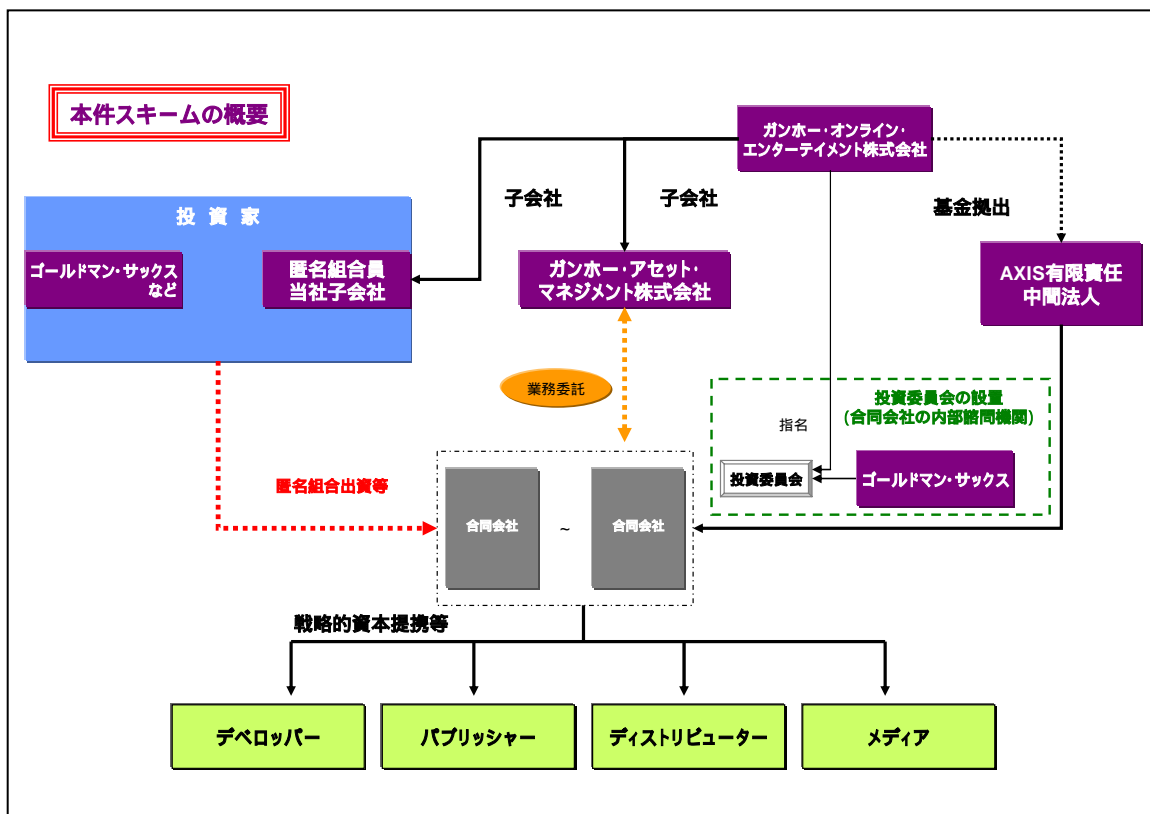 本件スキームの概要
ガンホー・オンライン・
エンターテイメント株式会社
子会社
子会社
基金拠出
投 資 家
ゴールドマン・サックス
など
匿名組合員
当社子会社
ガンホー・アセット・
マネジメント株式会社
AXIS有限責任
中間法人
業務委託
投資委員会の設置
(合同会社の内部諮問機関)
指名
投資委員会
ゴールドマン・サックス
匿名組合出資等
合同会社
~
合同会社
戦略的資本提携等
デベロッパー
パブリッシャー
ディストリビューター
メディア